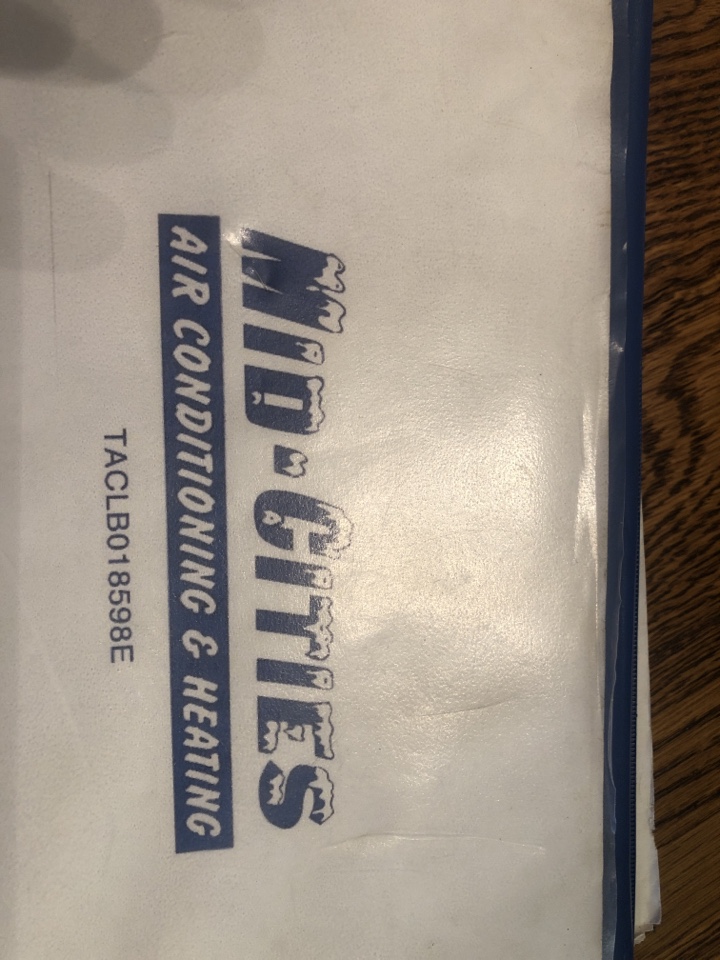 MID-CITIES
AIR CONDITIONING & HEATING
TACLB018598E